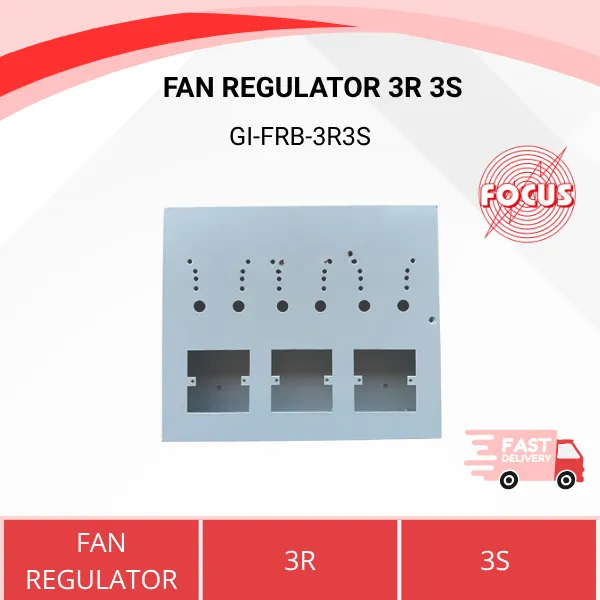 FAN REGULATOR 3R 3S
GI-FRB-3R3S
FOCUS
FAST
DELIVERY
FAN
REGULATOR
3R
3S